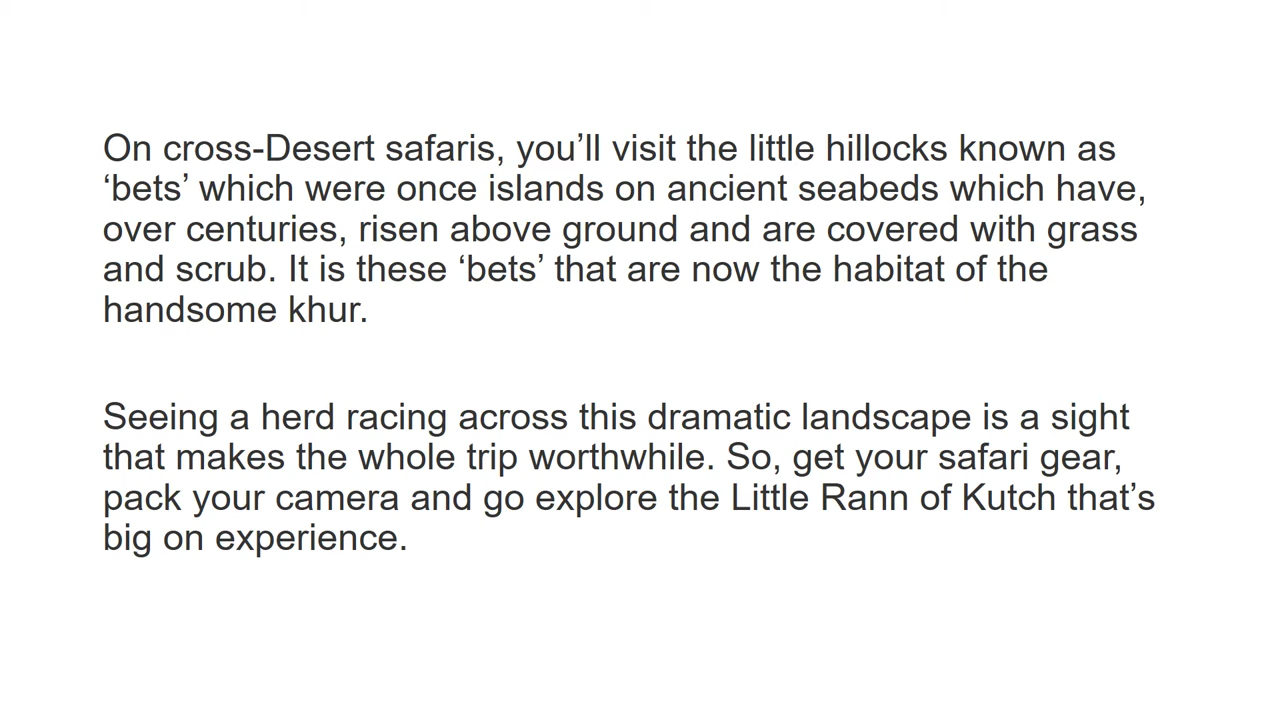 On cross-Desert safaris, you’ll visit the little hillocks known as
‘bets’ which were once islands on ancient seabeds which have,
over centuries, risen above ground and are covered with grass
and scrub. It is these ‘bets’ that are now the habitat of the
handsome khur.
Seeing a herd racing across this dramatic landscape is a sight
that makes the whole trip worthwhile. So, get your safari gear,
pack your camera and go explore the Little Rann of Kutch that’s
big on experience.